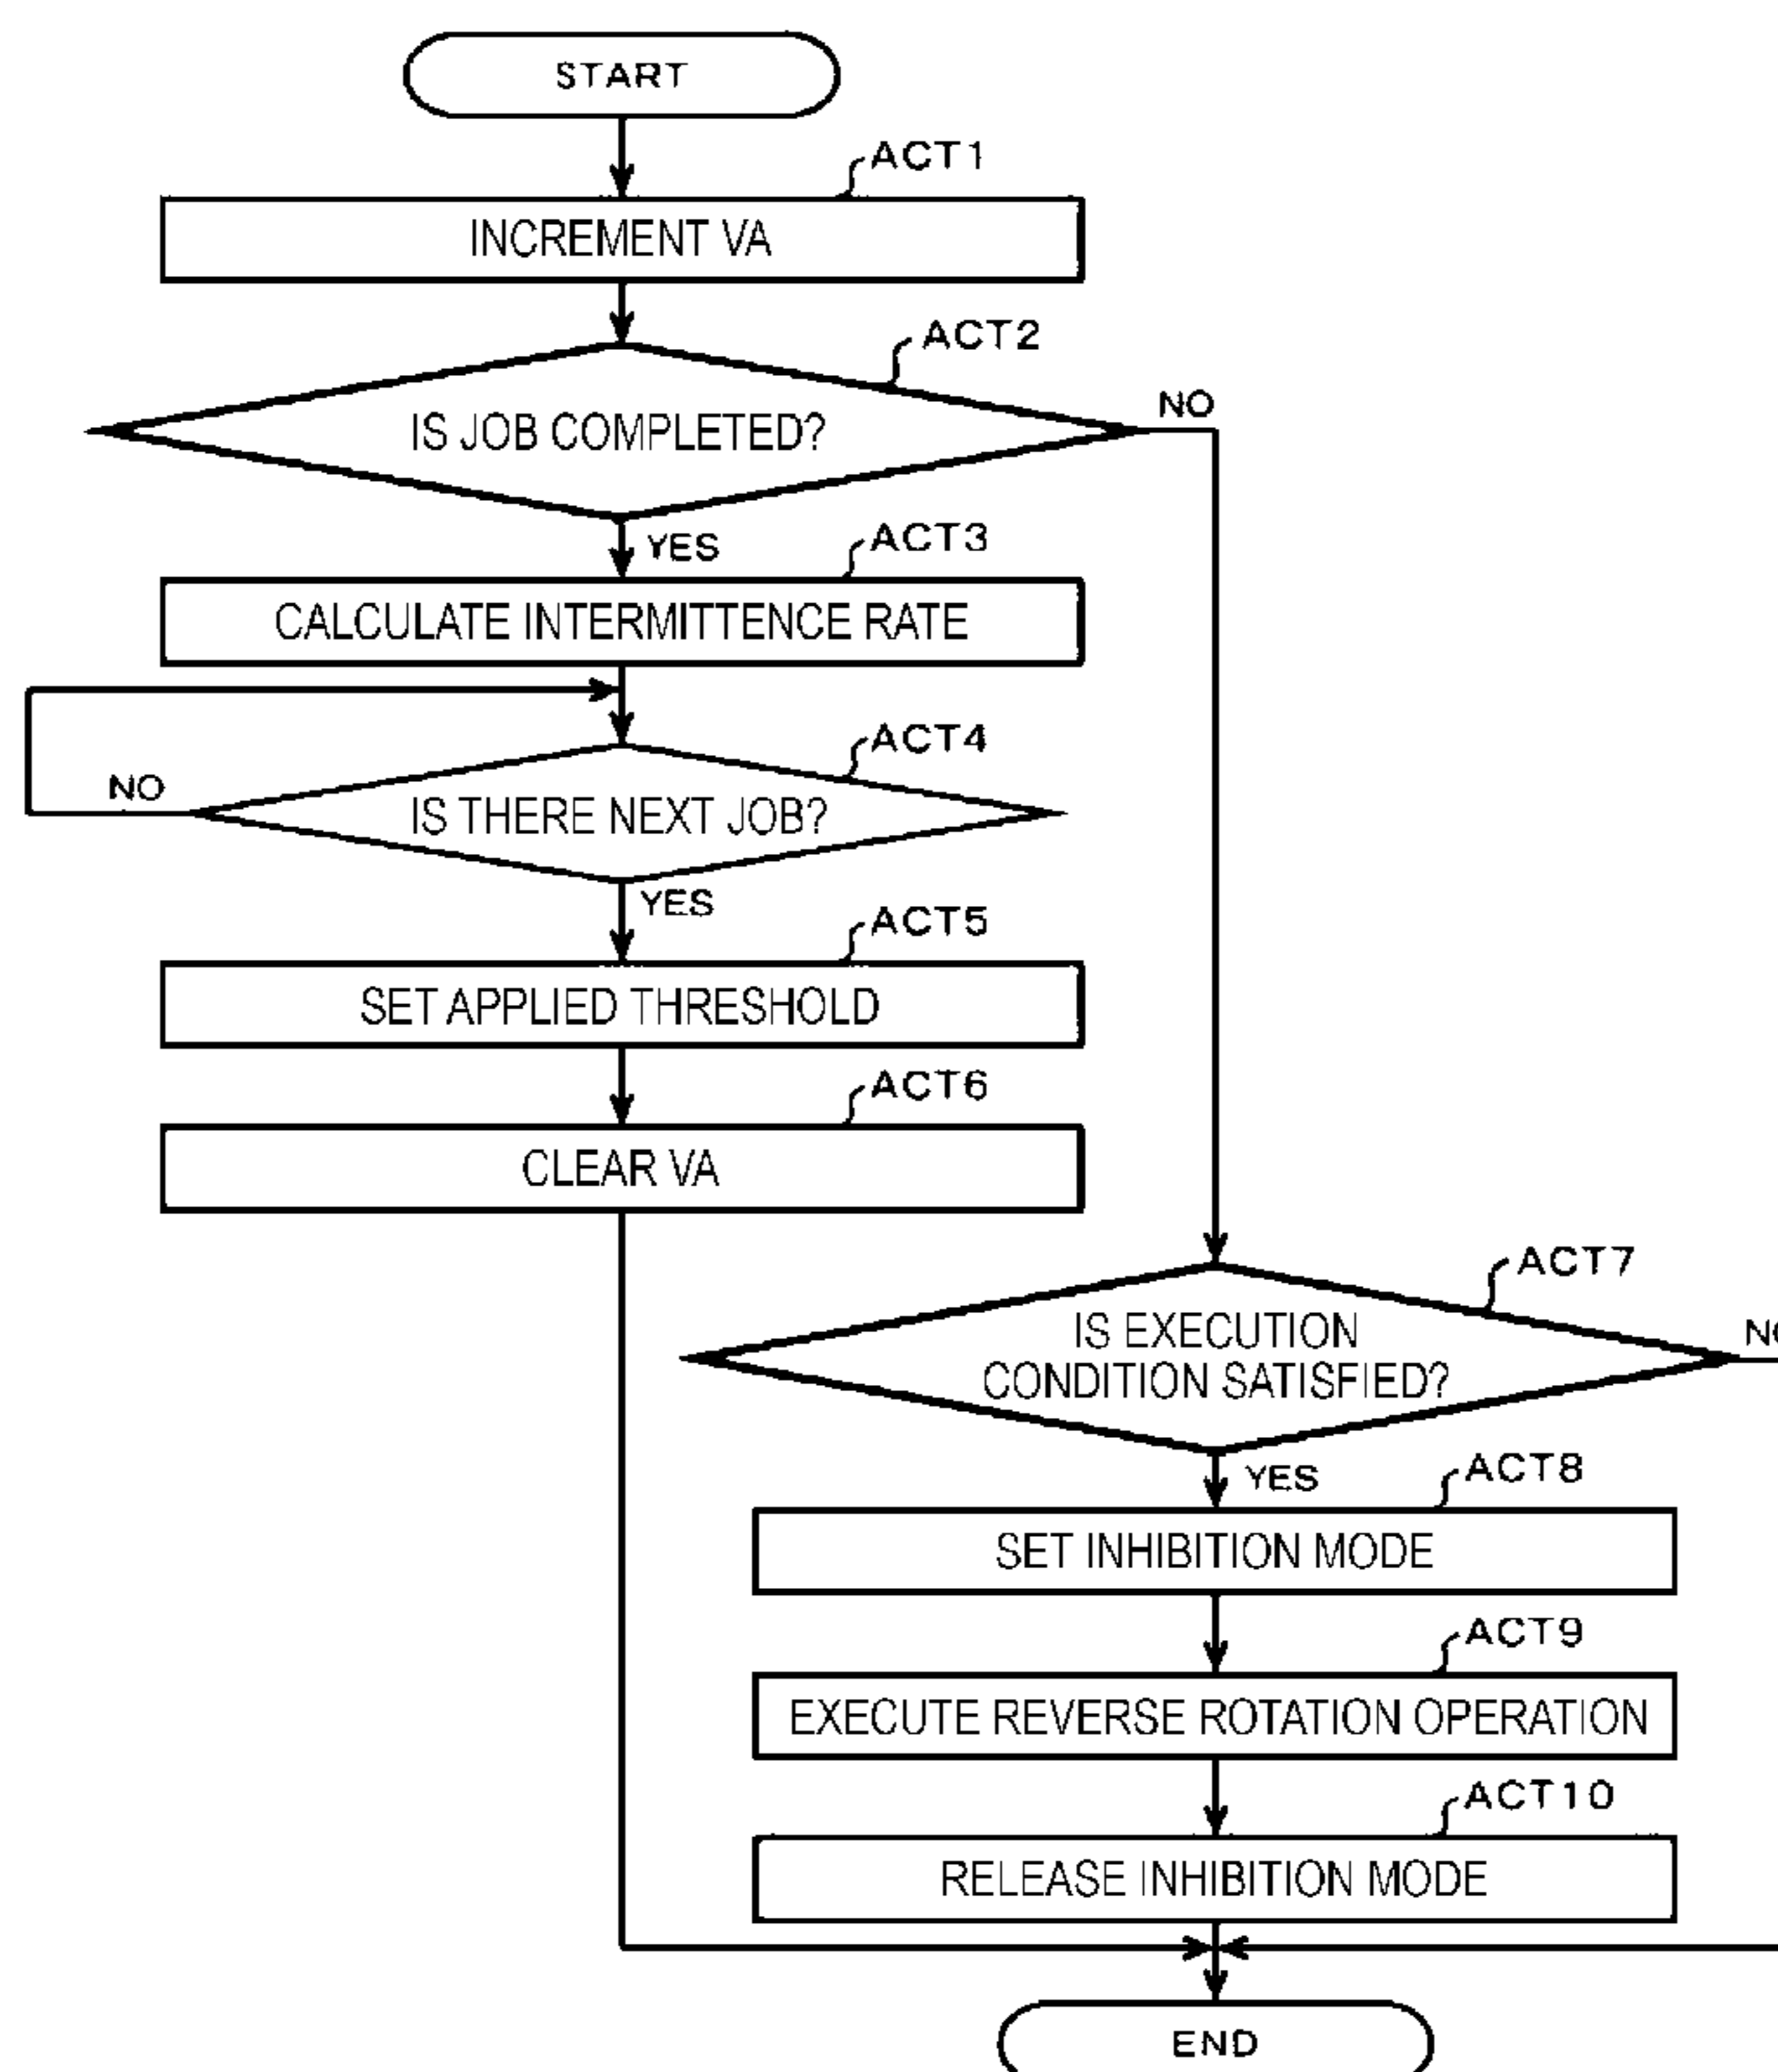 START
ACT1
INCREMENT VA
ACT2
IS JOB COMPLETED?
NO
YES
ACT3
CALCULATE INTERMITTENCE RATE
ACT4
IS THERE NEXT JOB?
NO
YES
ACT5
SET APPLIED THRESHOLD
ACT6
CLEAR VA
ACT7
IS EXECUTION
CONDITION SATISFIED?
NO
YES
ACT8
SET INHIBITION MODE
ACT9
EXECUTE REVERSE ROTATION OPERATION
ACT10
RELEASE INHIBITION MODE
END